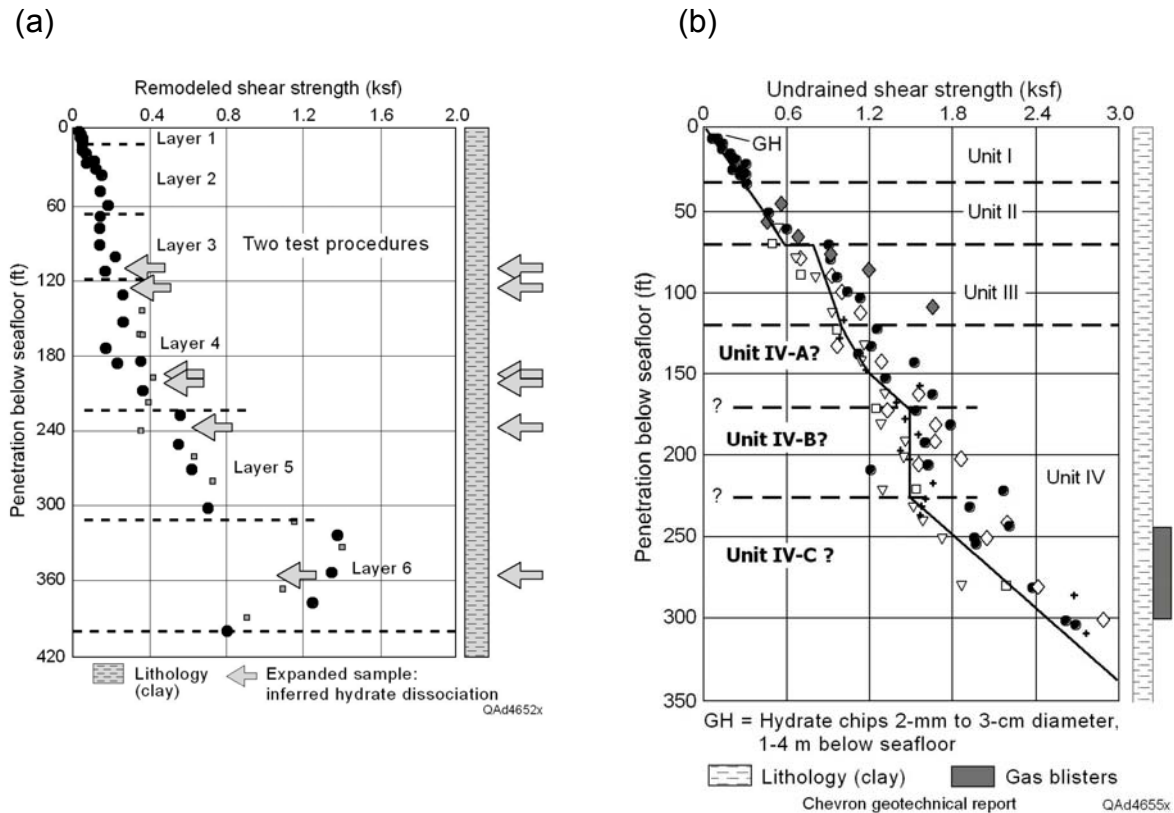 (a)
Remodeled shear strength (ksf)
0 0.4 0.8 1.2 1.6 2.0
Penetration below seafloor (ft)
0
60
120
180
240
300
360
420
Layer 1
Layer 2
Layer 3
Two test procedures
Layer 4
Layer 5
Layer 6
Lithology
(clay)
Expanded sample:
inferred hydrate dissociation
QAd4652x
(b)
Undrained shear strength (ksf)
0 0.6 1.2 1.8 2.4 3.0
Penetration below seafloor (ft)
0
50
100
150
200
250
300
350
GH
Unit I
Unit II
Unit III
Unit IV-A?
?
Unit IV-B?
Unit IV
?
Unit IV-C ?
GH = Hydrate chips 2-mm to 3-cm diameter,
1-4 m below seafloor
Lithology (clay)
Gas blisters
Chevron geotechnical report
QAd4655x